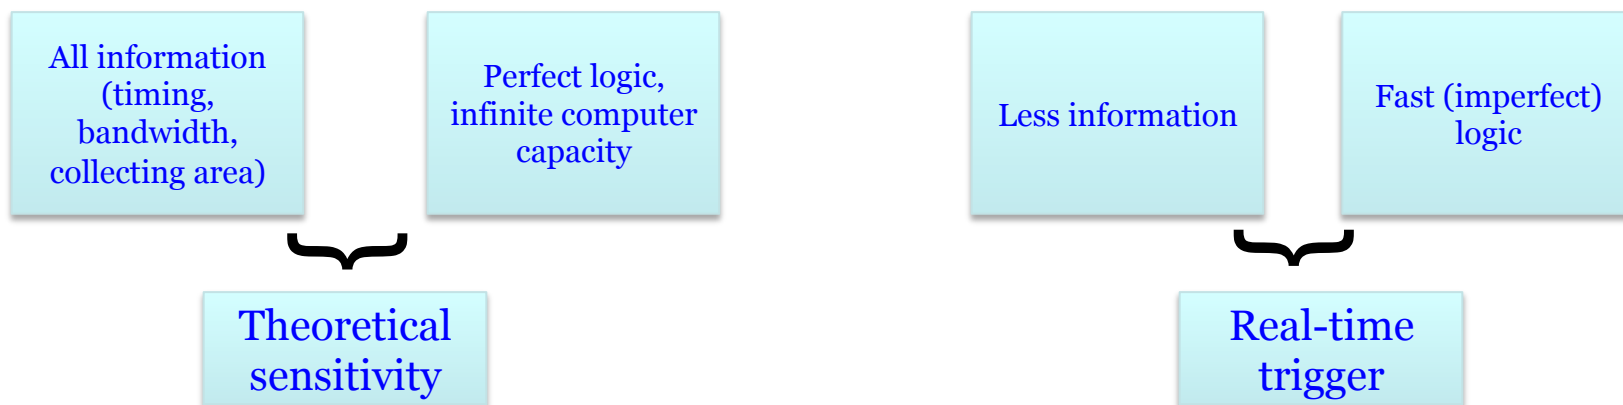 All information
(timing,
bandwidth,
collecting area)
Perfect logic,
infinite computer
capacity
Less information
Fast (imperfect)
logic
Theoretical
sensitivity
Real-time
trigger